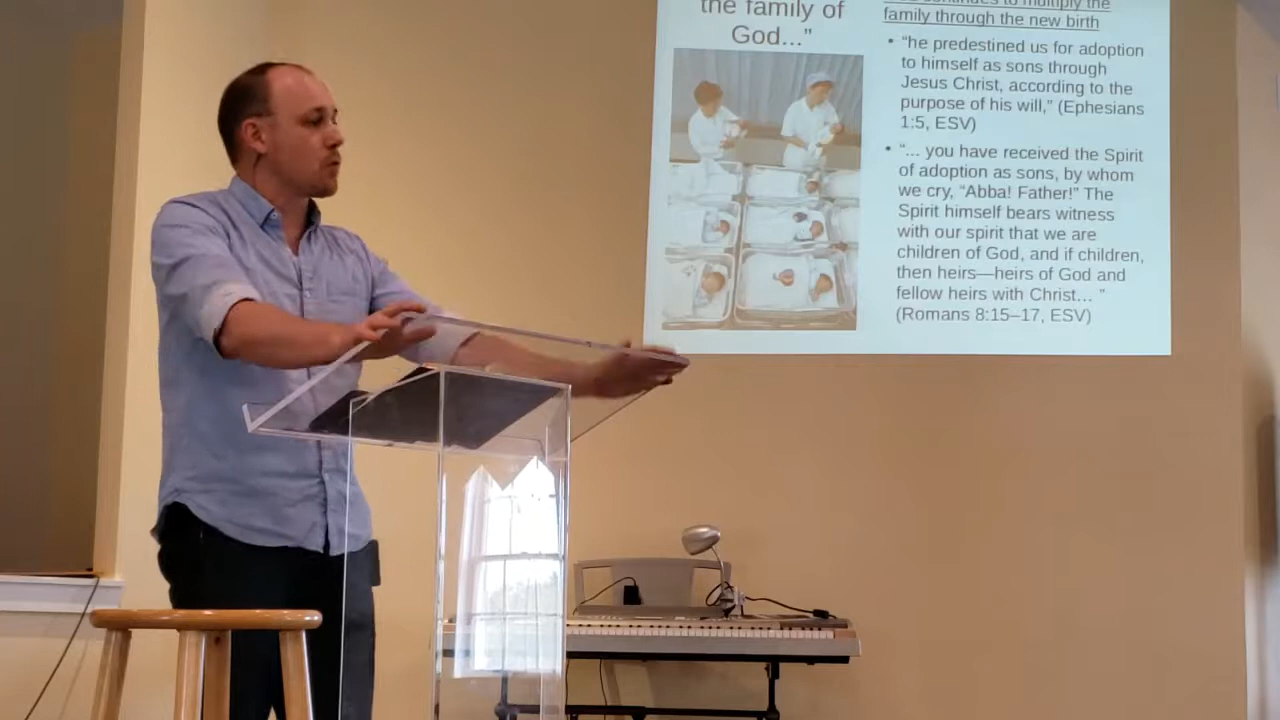 the family of
God..."
continues to multiply the
family through the new birth
• “he predestined us for adoption
to himself as sons through
Jesus Christ, according to the
purpose of his will,” (Ephesians
1:5, ESV)
• “... you have received the Spirit
of adoption as sons, by whom
we cry, “Abba! Father!” The
Spirit himself bears witness
with our spirit that we are
children of God, and if children,
then heirs—heirs of God and
fellow heirs with Christ... ”
(Romans 8:15–17, ESV)